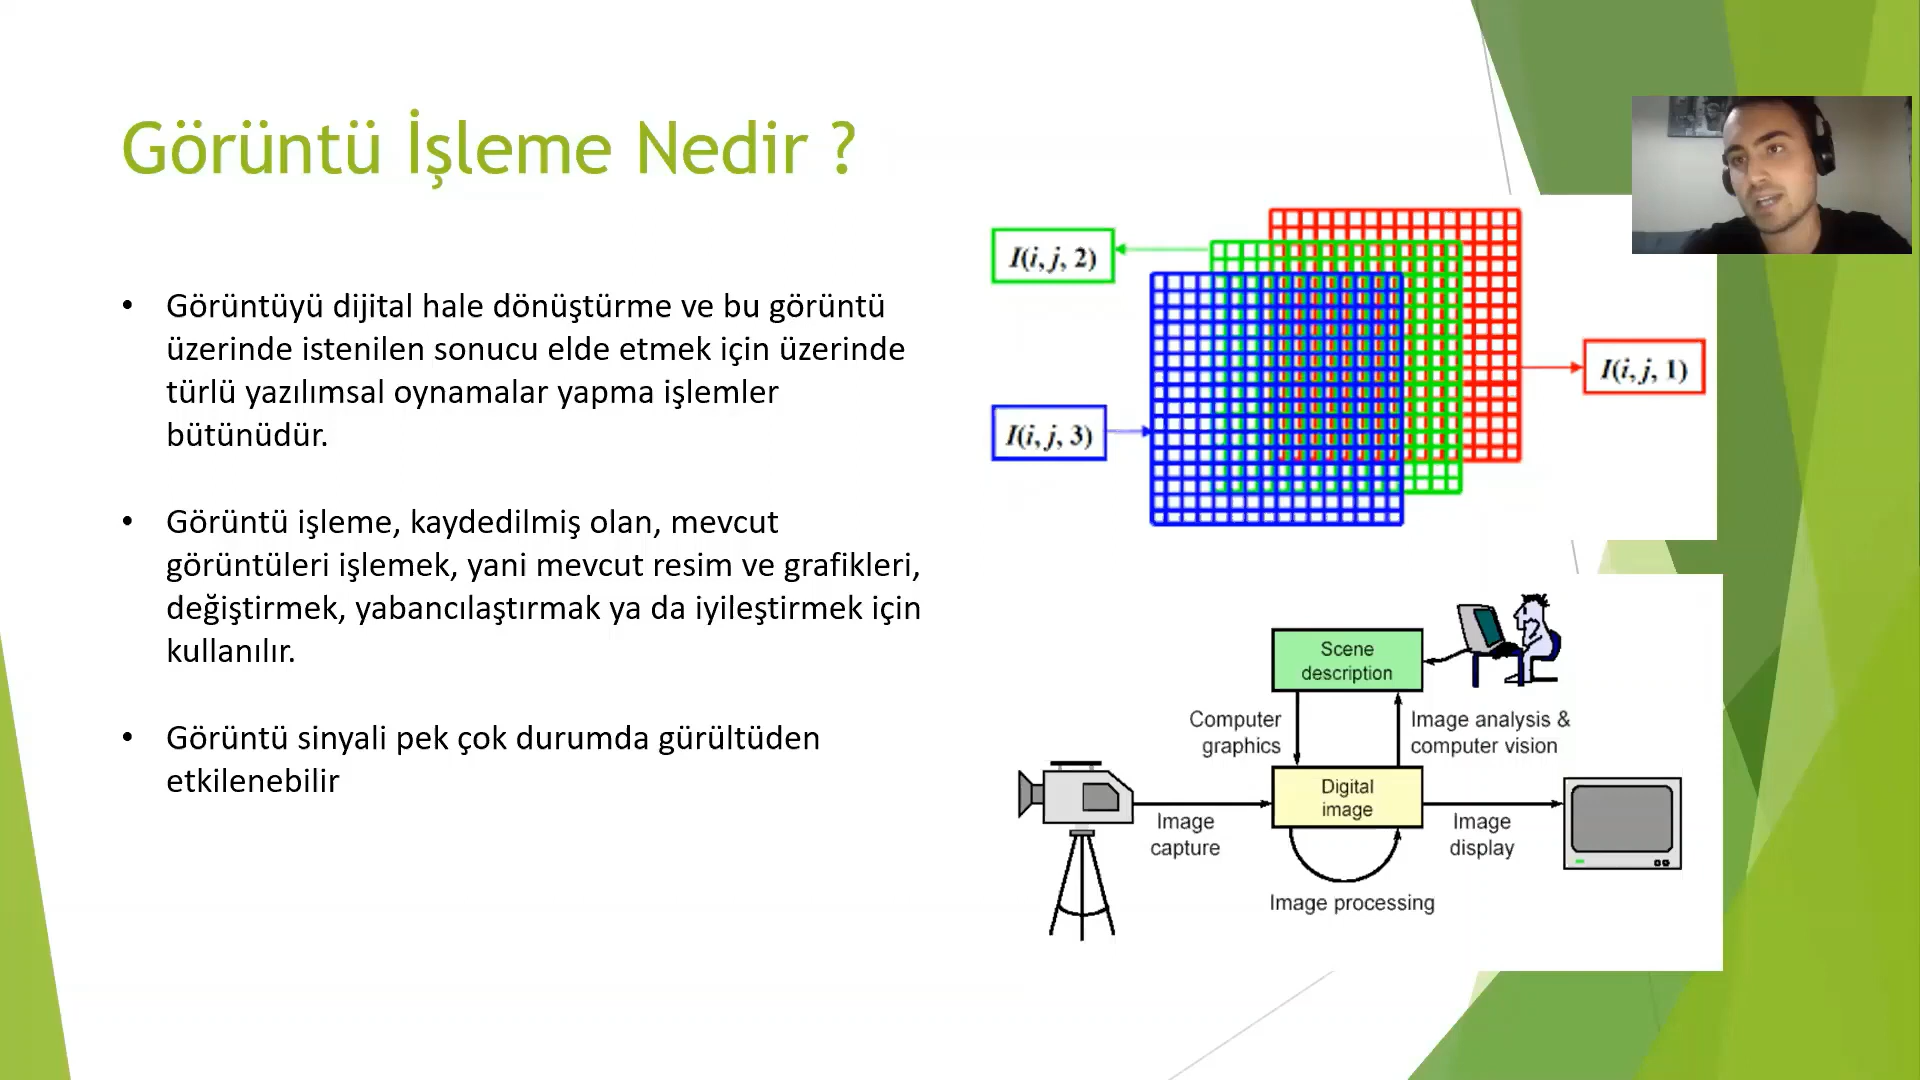 Görüntü İşleme Nedir ?
• Görüntüyü dijital hale dönüştürme ve bu görüntü
üzerinde istenilen sonucu elde etmek için üzerinde
türlü yazılımsal oynamalar yapma işlemler
bütünüdür.
• Görüntü işleme, kaydedilmiş olan, mevcut
görüntüleri işlemek, yani mevcut resim ve grafikleri,
değiştirmek, yabancılaştırmak ya da iyileştirmek için
kullanılır.
• Görüntü sinyali pek çok durumda gürültüden
etkilenebilir
I(i, j, 2)
I(i, j, 1)
I(i, j, 3)
Scene
description
Computer
graphics
Image analysis &
computer vision
Digital
image
Image
capture
Image
display
Image processing